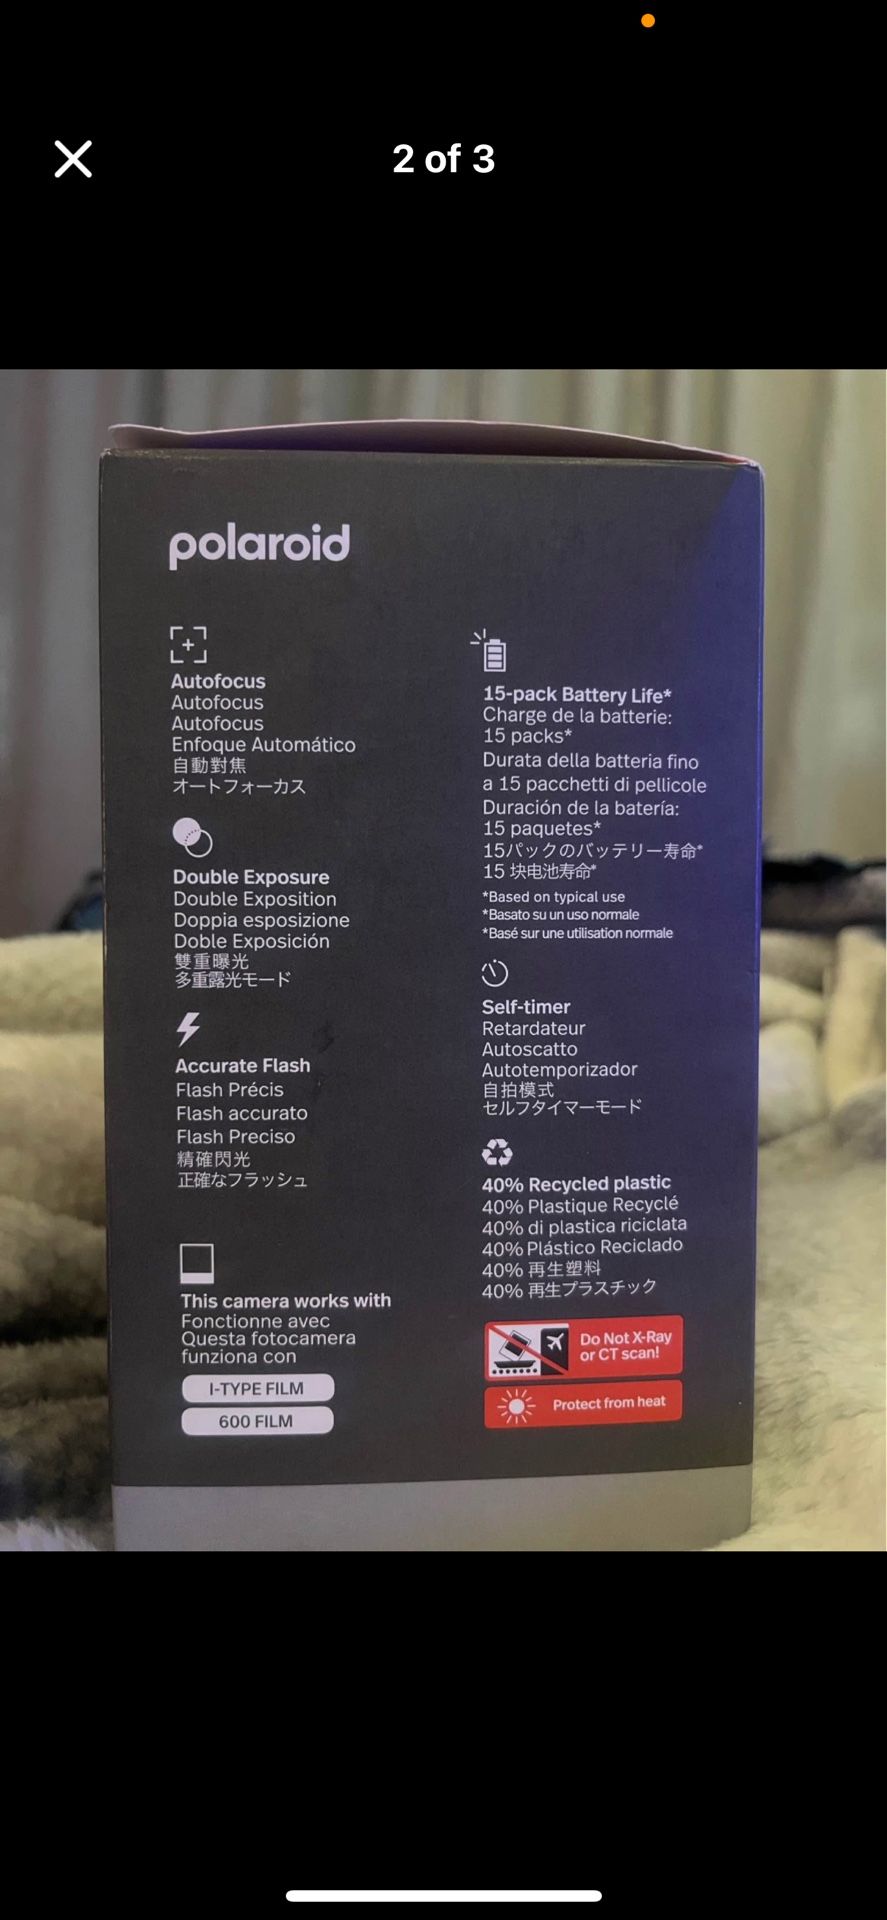 2 of 3
polaroid
Autofocus
Autofocus
Autofocus
Enfoque Automático
自動對焦
オートフォーカス
Double Exposure
Double Exposition
Doppia esposizione
Doble Exposición
雙重曝光
多重露光モード
Accurate Flash
Flash Précis
Flash accurato
Flash Preciso
精確閃光
正確なフラッシュ
This camera works with
Fonctionne avec
Questa fotocamera
funziona con
I-TYPE FILM
600 FILM
15-pack Battery Life*
Charge de la batterie:
15 packs*
Durata della batteria fino
a 15 pacchetti di pellicole
Duración de la batería:
15 paquetes*
15パックのバッテリー寿命*
15 块电池寿命*
*Based on typical use
*Basato su un uso normale
*Basé sur une utilisation normale
Self-timer
Retardateur
Autoscatto
Autotemporizador
自拍模式
セルフタイマーモード
40% Recycled plastic
40% Plastique Recyclé
40% di plastica riciclata
40% Plástico Reciclado
40% 再生塑料
40% 再生プラスチック
Do Not X-Ray
or CT scan!
Protect from heat